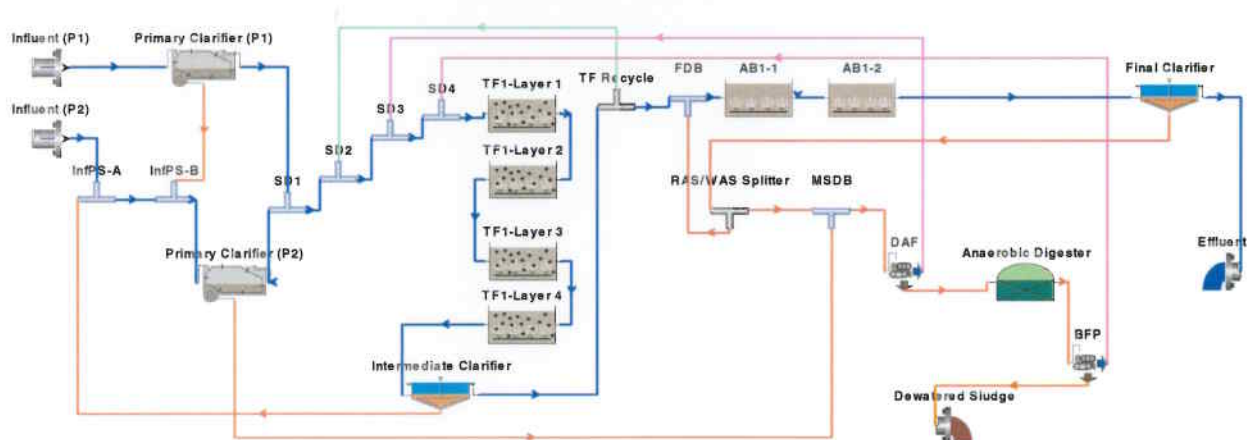 Influent (P1)
Primary Clarifier (P1)
Influent (P2)
InfPS-A
InfPS-B
SD1
SD2
SD3
SD4
Primary Clarifier (P2)
TF1-Layer 1
TF1-Layer 2
TF1-Layer 3
TF1-Layer 4
Intermediate Clarifier
TF Recycle
FDB
AB1-1
AB1-2
Final Clarifier
RAS/WAS Splitter
MSDB
DAF
Anaerobic Digester
Effluent
BFP
Dewatered Sludge